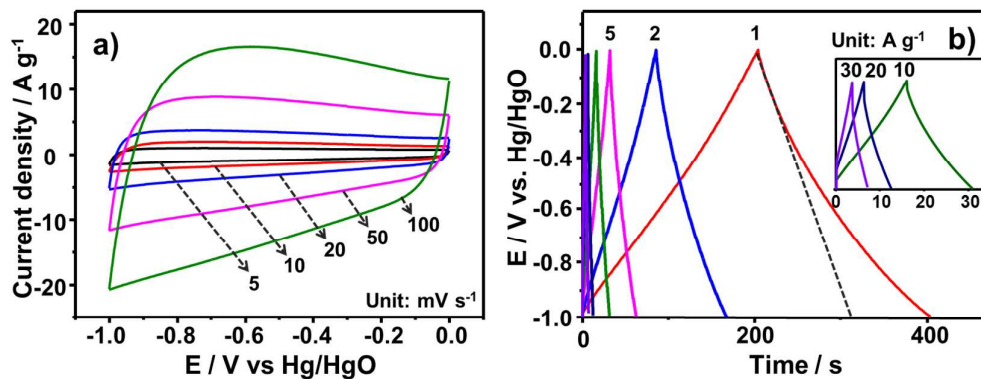 a)
Current density / A g⁻¹
20
10
0
-10
-20
5
10
20
50
100
Unit: mV s⁻¹
-1.0 -0.8 -0.6 -0.4 -0.2 0.0
E / V vs Hg/HgO
b)
E / V vs. Hg/HgO
0.0
-0.2
-0.4
-0.6
-0.8
-1.0
5 2 1
Unit: A g⁻¹
30 20 10
0 10 20 30
0 200 400
Time / s